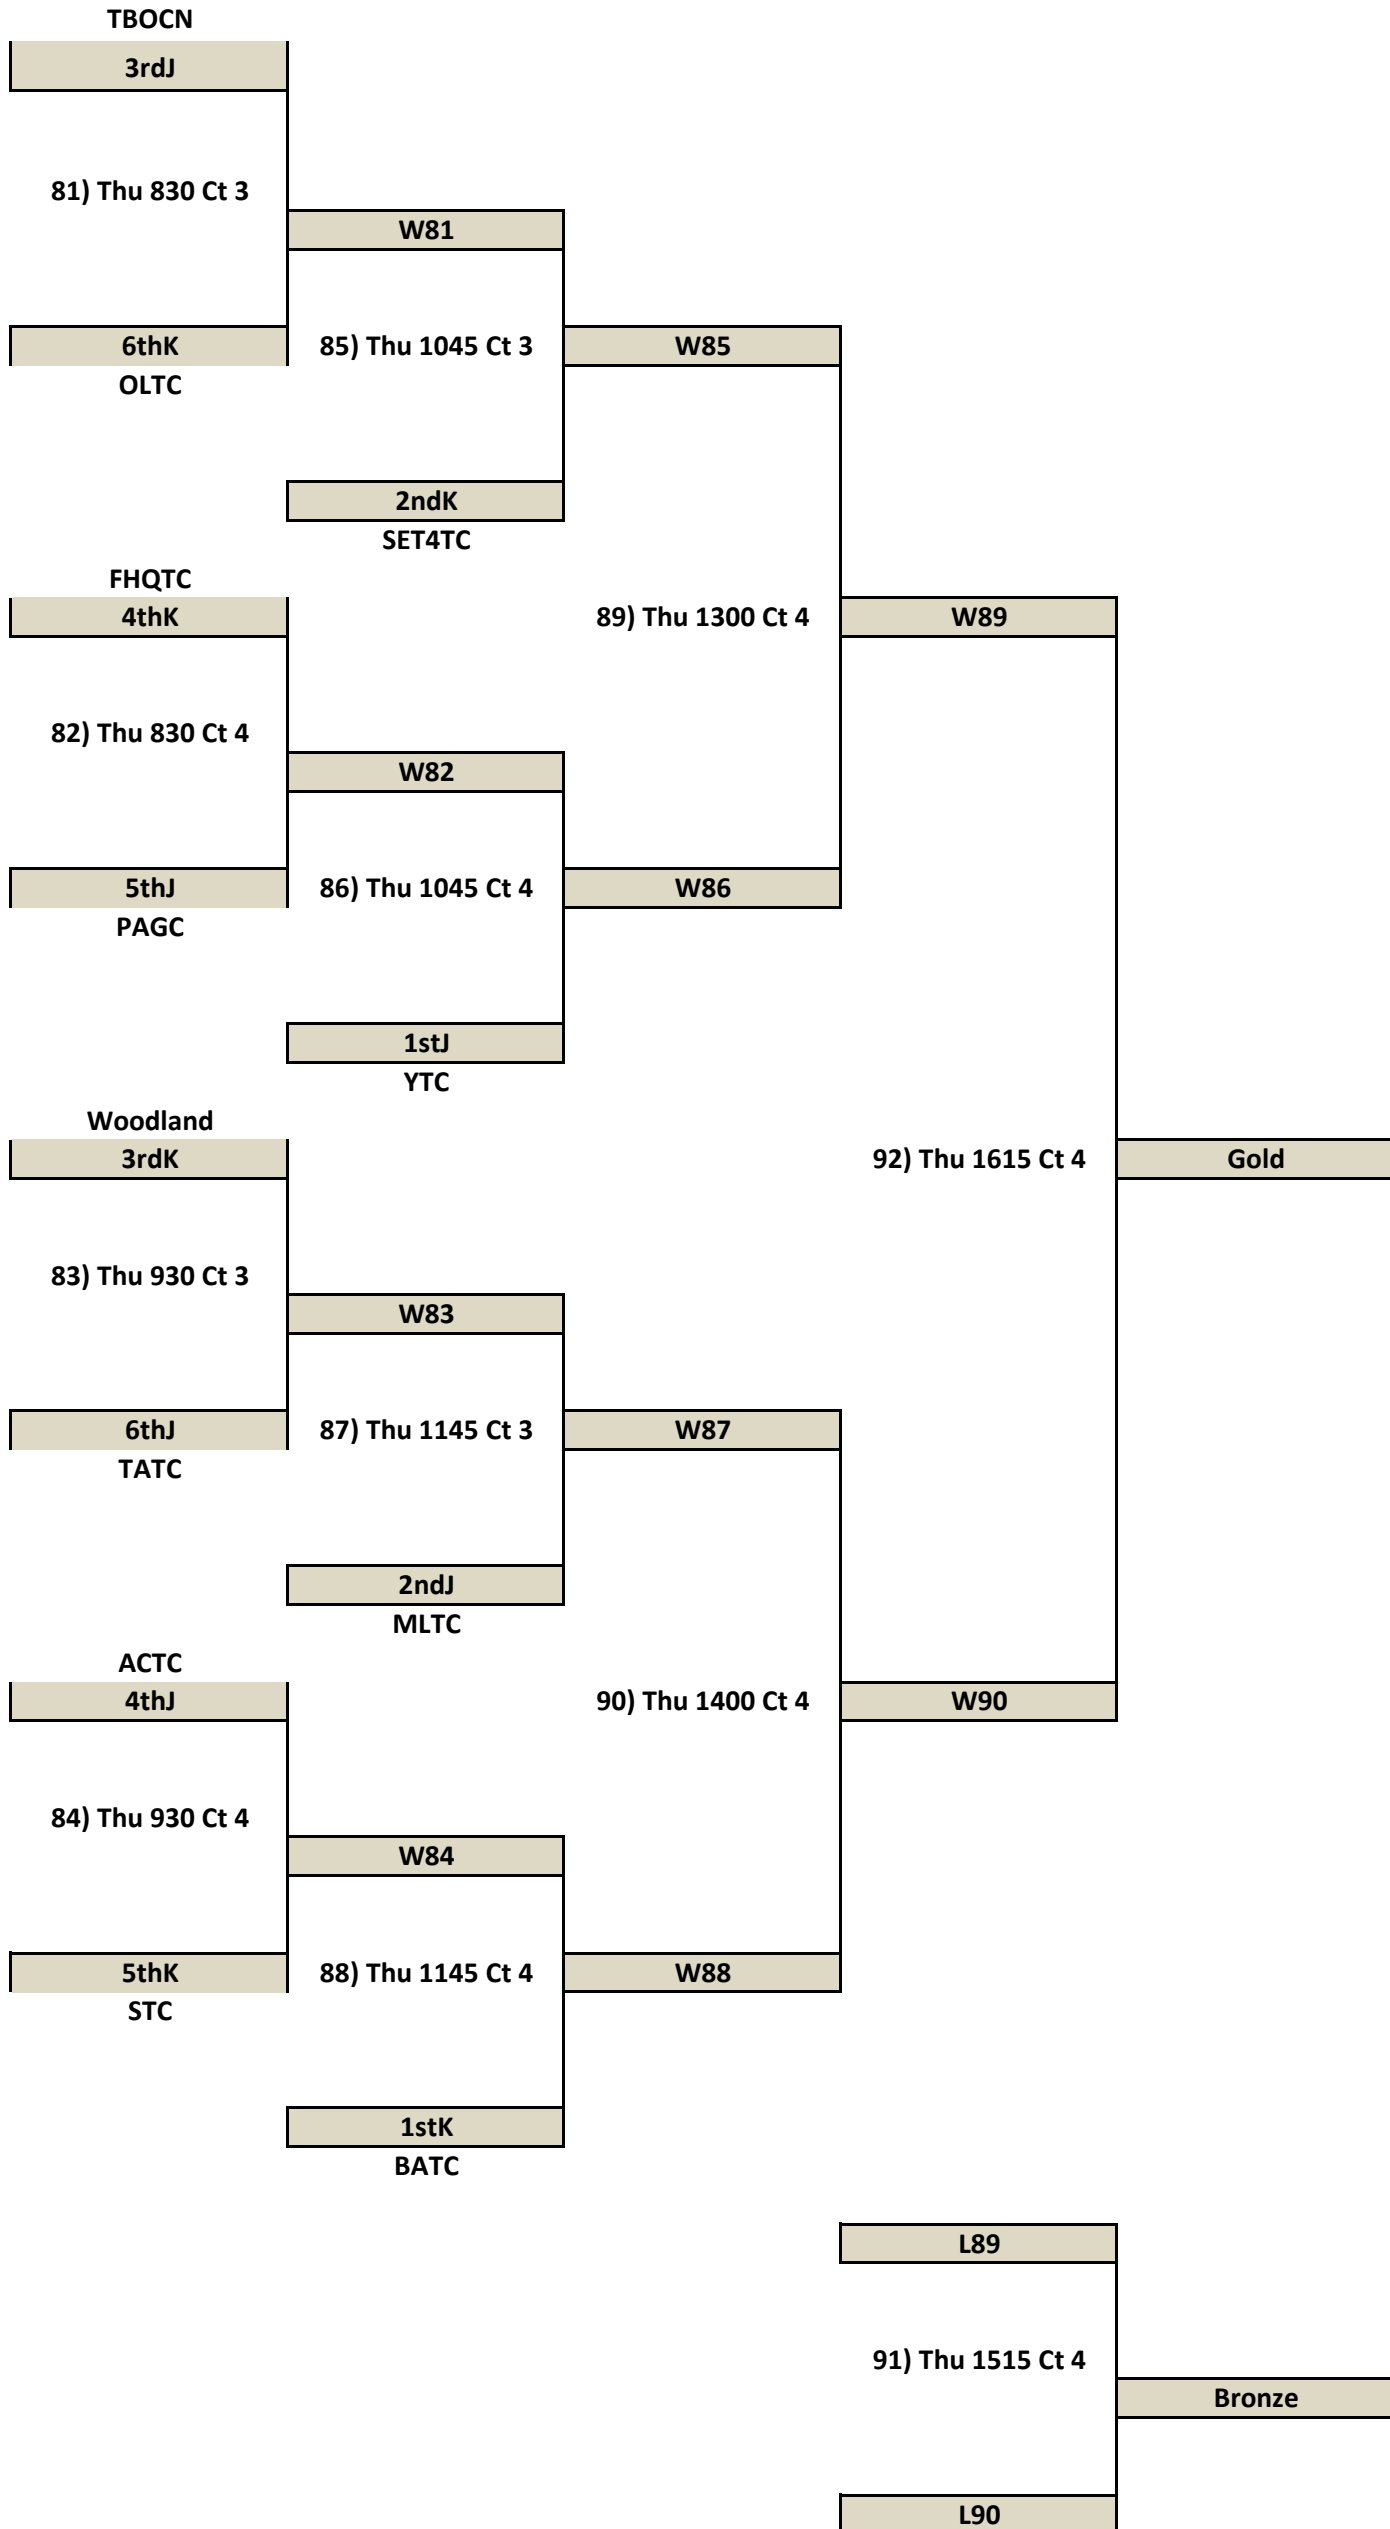 TBOCN
3rdJ
81) Thu 830 Ct 3
W81
6thK
85) Thu 1045 Ct 3
W85
OLTC
2ndK
SET4TC
FHQTC
4thK
89) Thu 1300 Ct 4
W89
82) Thu 830 Ct 4
W82
5thJ
86) Thu 1045 Ct 4
W86
PAGC
1stJ
YTC
Woodland
3rdK
92) Thu 1615 Ct 4
Gold
83) Thu 930 Ct 3
W83
6thJ
87) Thu 1145 Ct 3
W87
TATC
2ndJ
MLTC
ACTC
4thJ
90) Thu 1400 Ct 4
W90
84) Thu 930 Ct 4
W84
5thK
88) Thu 1145 Ct 4
W88
STC
1stK
BATC
L89
91) Thu 1515 Ct 4
Bronze
L90